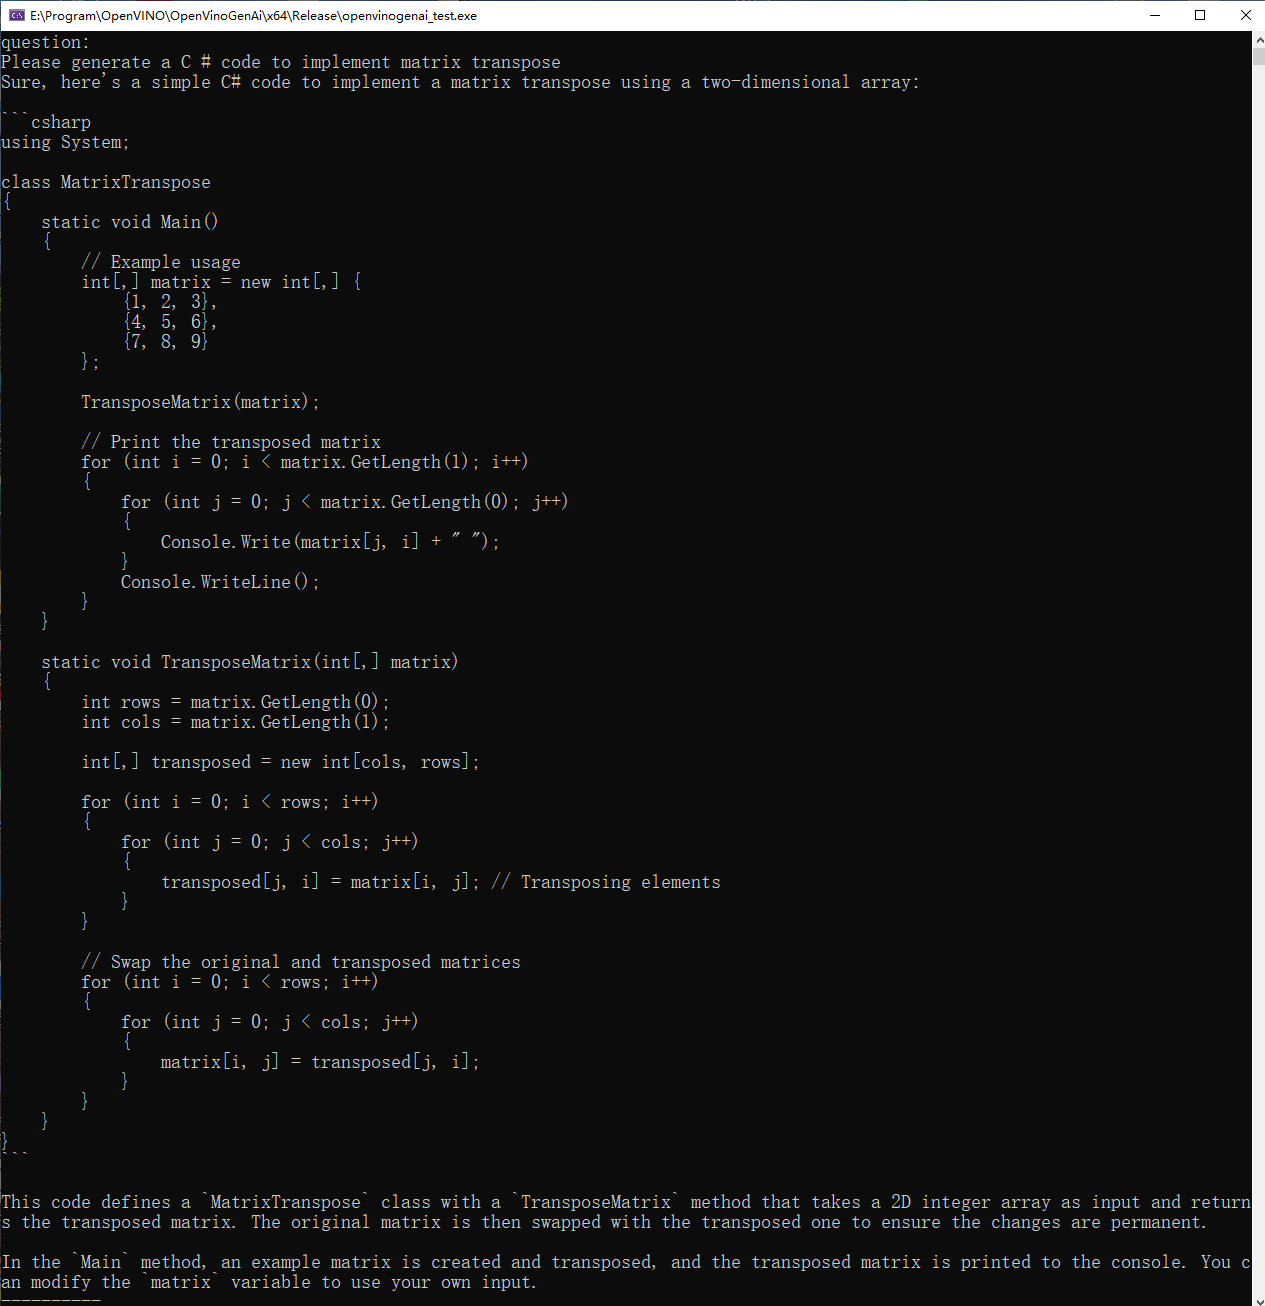 E:\Program\OpenVINO\OpenVinoGenAi\x64\Release\openvinogenai_test.exe
question:
Please generate a C # code to implement matrix transpose
Sure, here's a simple C# code to implement a matrix transpose using a two-dimensional array:

```csharp
using System;

class MatrixTranspose
{
    static void Main()
    {
        // Example usage
        int[,] matrix = new int[,] {
            {1, 2, 3},
            {4, 5, 6},
            {7, 8, 9}
        };

        TransposeMatrix(matrix);

        // Print the transposed matrix
        for (int i = 0; i < matrix.GetLength(1); i++)
        {
            for (int j = 0; j < matrix.GetLength(0); j++)
            {
                Console.Write(matrix[j, i] + " ");
            }
            Console.WriteLine();
        }
    }

    static void TransposeMatrix(int[,] matrix)
    {
        int rows = matrix.GetLength(0);
        int cols = matrix.GetLength(1);

        int[,] transposed = new int[cols, rows];

        for (int i = 0; i < rows; i++)
        {
            for (int j = 0; j < cols; j++)
            {
                transposed[j, i] = matrix[i, j]; // Transposing elements
            }
        }

        // Swap the original and transposed matrices
        for (int i = 0; i < rows; i++)
        {
            for (int j = 0; j < cols; j++)
            {
                matrix[i, j] = transposed[j, i];
            }
        }
    }
}
```

This code defines a `MatrixTranspose` class with a `TransposeMatrix` method that takes a 2D integer array as input and return
s the transposed matrix. The original matrix is then swapped with the transposed one to ensure the changes are permanent.

In the `Main` method, an example matrix is created and transposed, and the transposed matrix is printed to the console. You c
an modify the `matrix` variable to use your own input.
----------